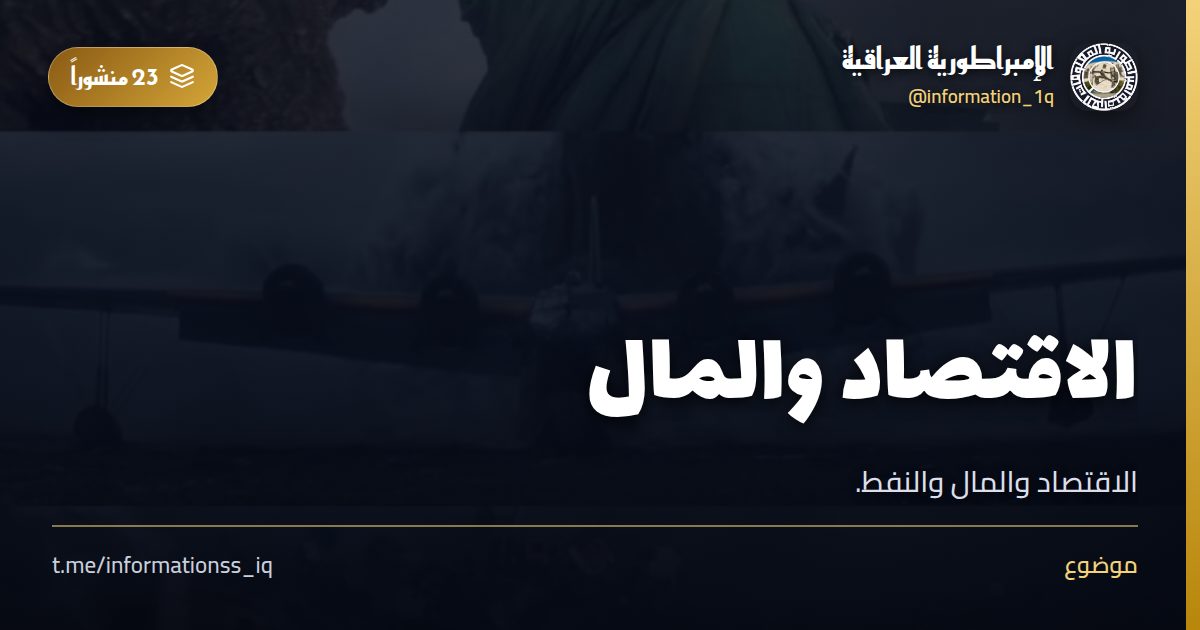 الإمبراطورية العراقية
@information_1q
23 منشوراً
الاقتصاد والمال
الاقتصاد والمال والنفط.
موضوع
t.me/informationss_iq